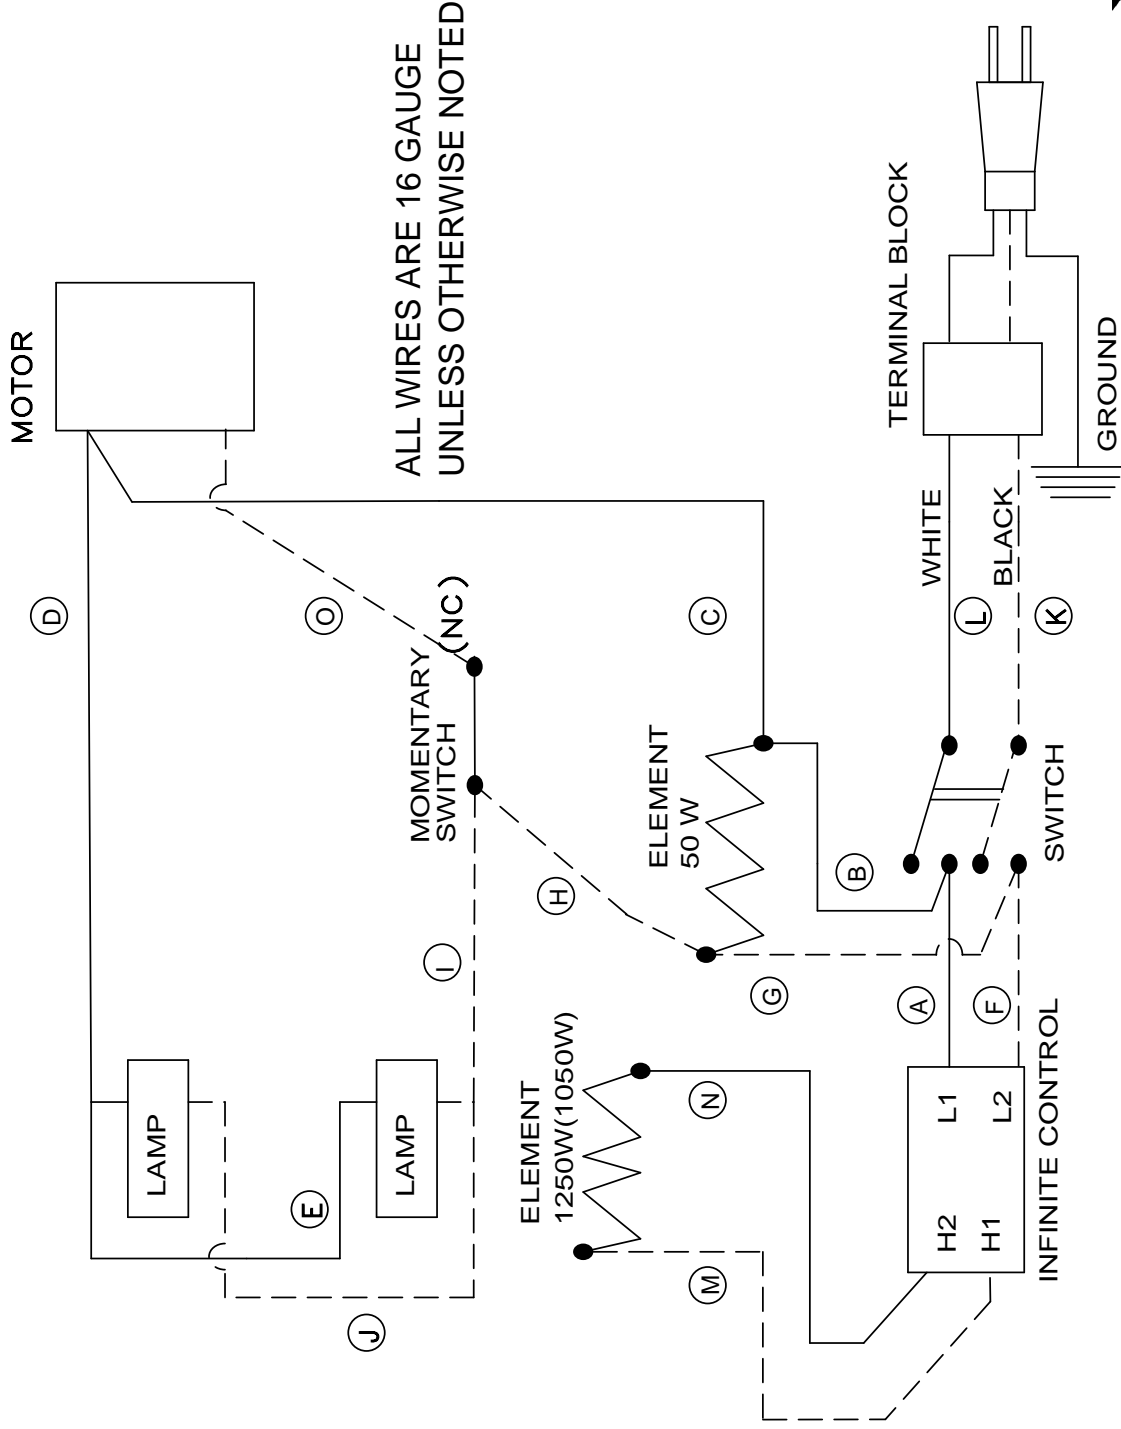 MOTOR
ALL WIRES ARE 16 GAUGE
UNLESS OTHERWISE NOTED
D
O
MOMENTARY
SWITCH
(NC)
C
H
I
LAMP
LAMP
E
J
ELEMENT
50 W
B
G
ELEMENT
1250W(1050W)
N
M
TERMINAL BLOCK
GROUND
WHITE
BLACK
L
K
SWITCH
A
F
L1
L2
H2
H1
INFINITE CONTROL